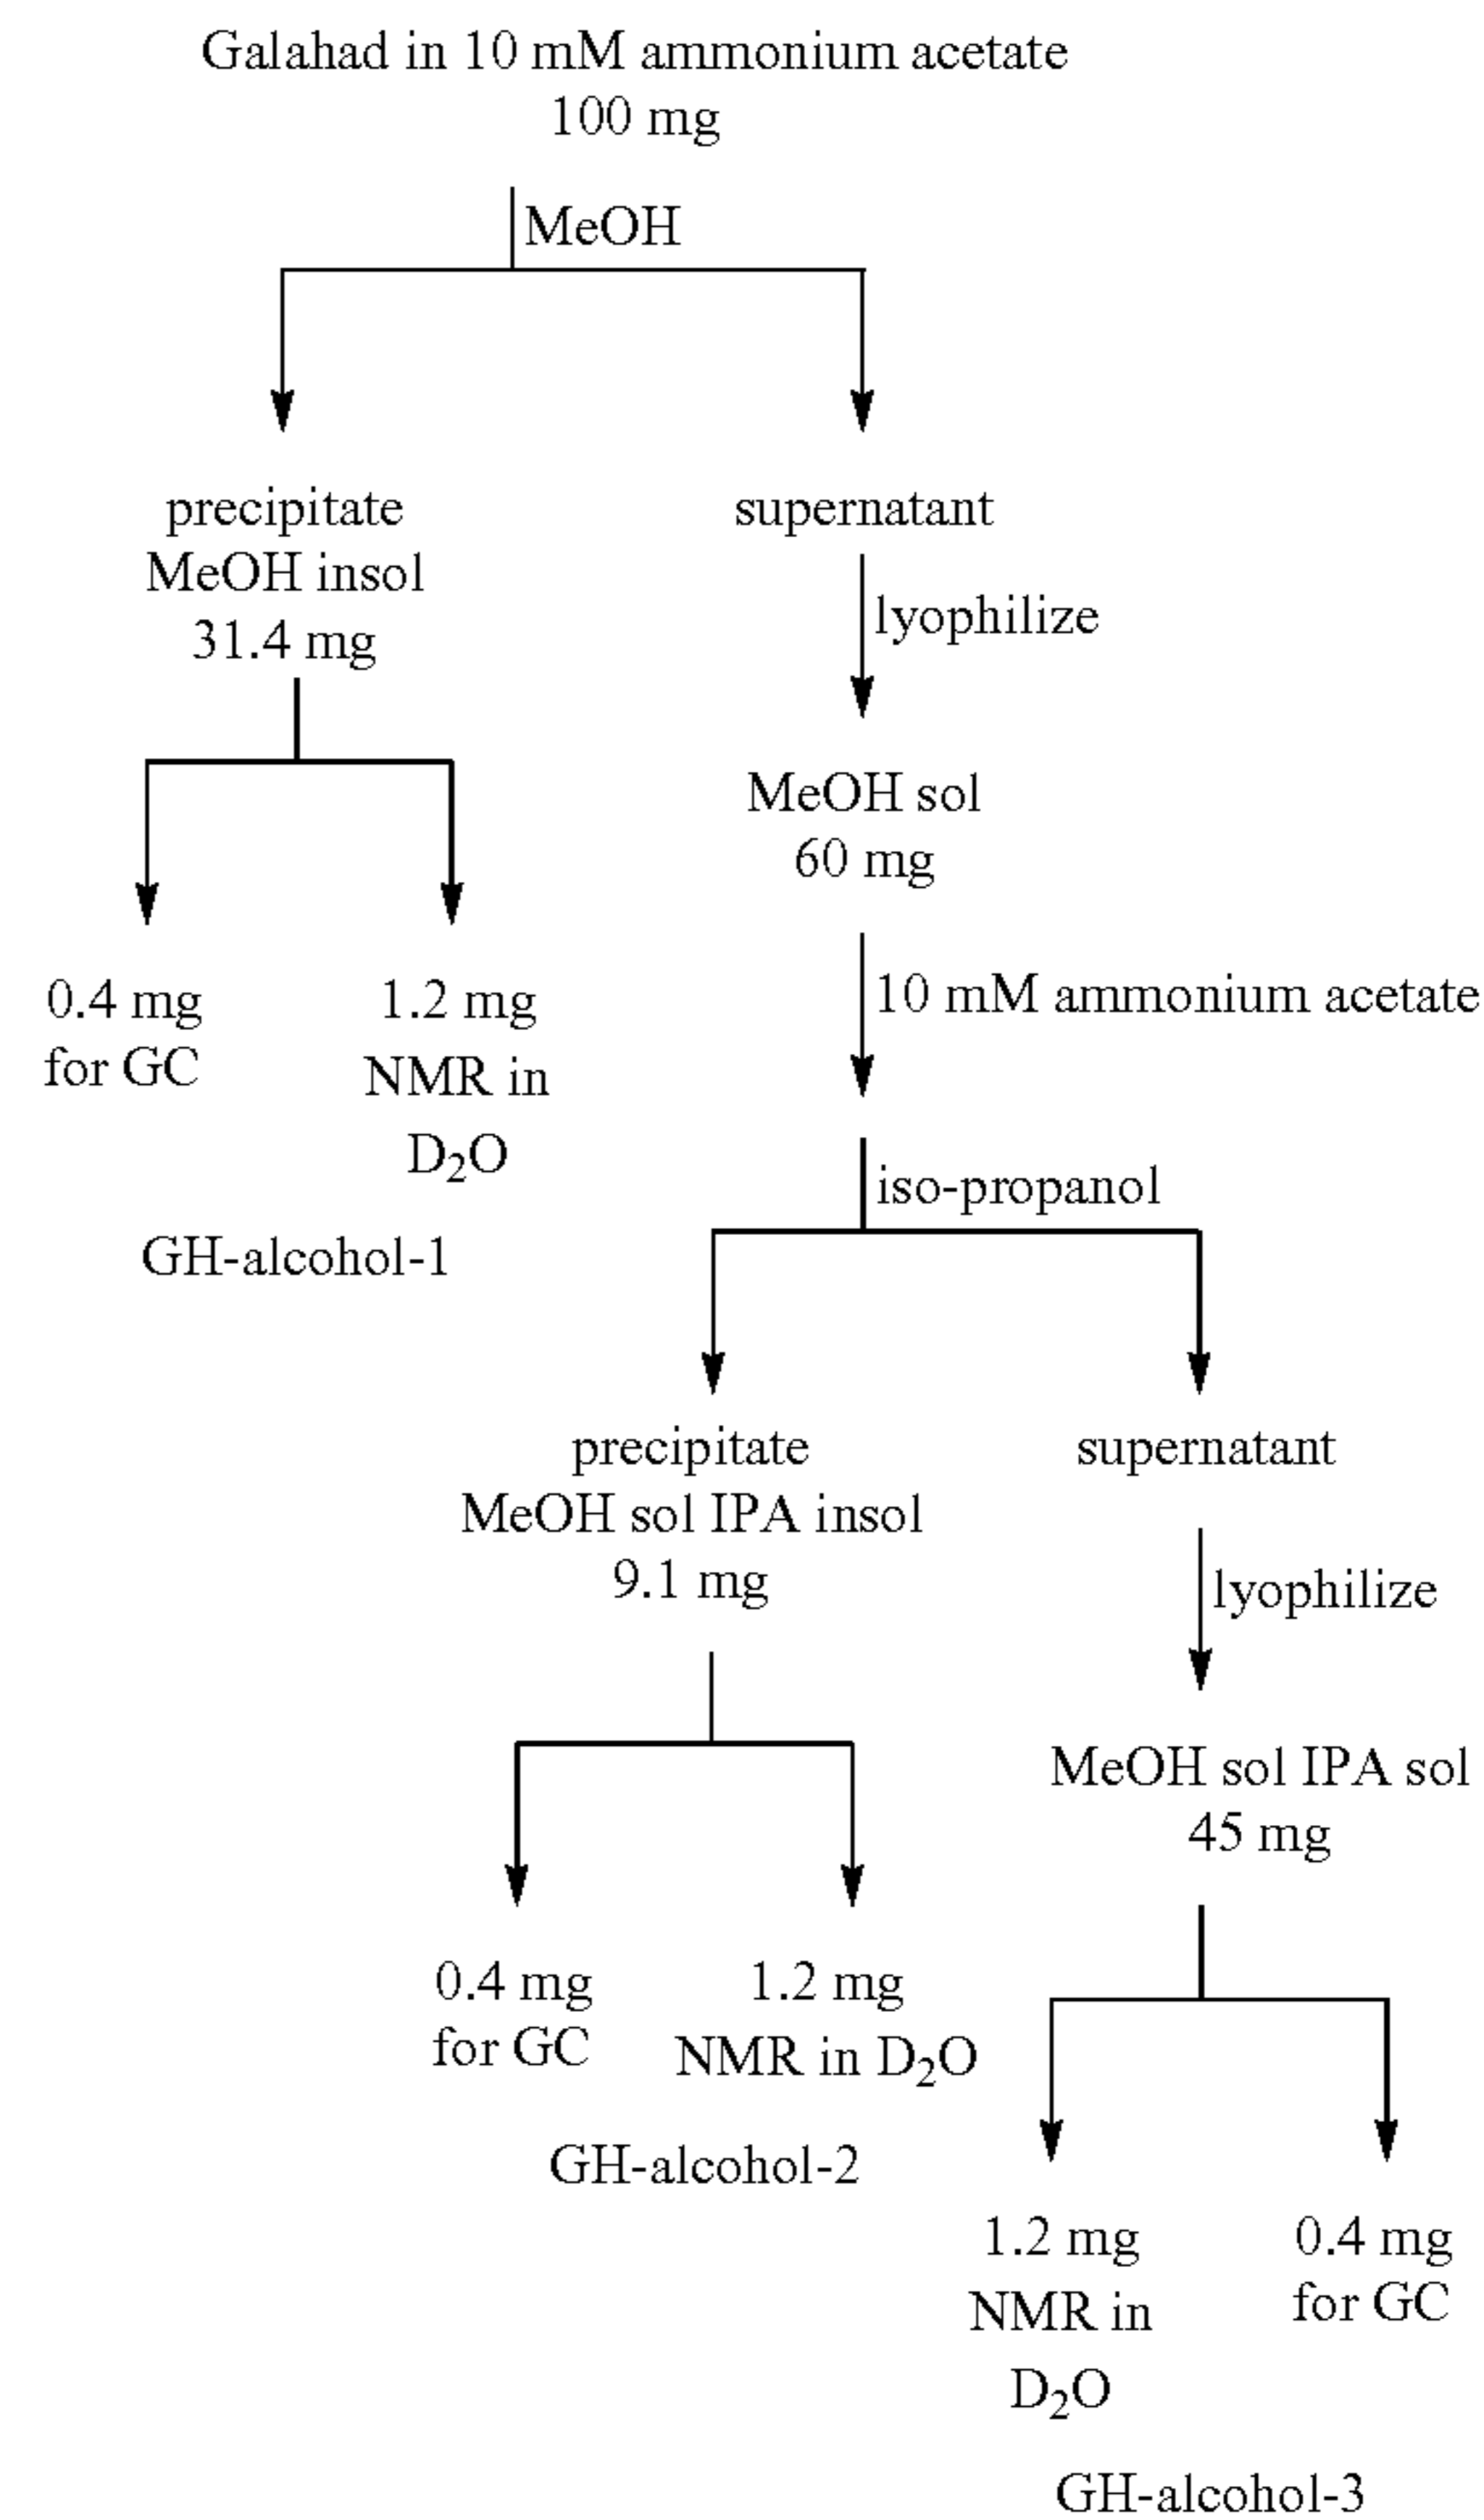 Galahad in 10 mM ammonium acetate
100 mg
MeOH
precipitate
MeOH insol
31.4 mg
supernatant
lyophilize
MeOH sol
60 mg
0.4 mg
for GC
1.2 mg
NMR in
D₂O
GH-alcohol-1
10 mM ammonium acetate
iso-propanol
precipitate
MeOH sol IPA insol
9.1 mg
supernatant
lyophilize
MeOH sol IPA sol
45 mg
0.4 mg
for GC
1.2 mg
NMR in D₂O
GH-alcohol-2
1.2 mg
NMR in
D₂O
0.4 mg
for GC
GH-alcohol-3